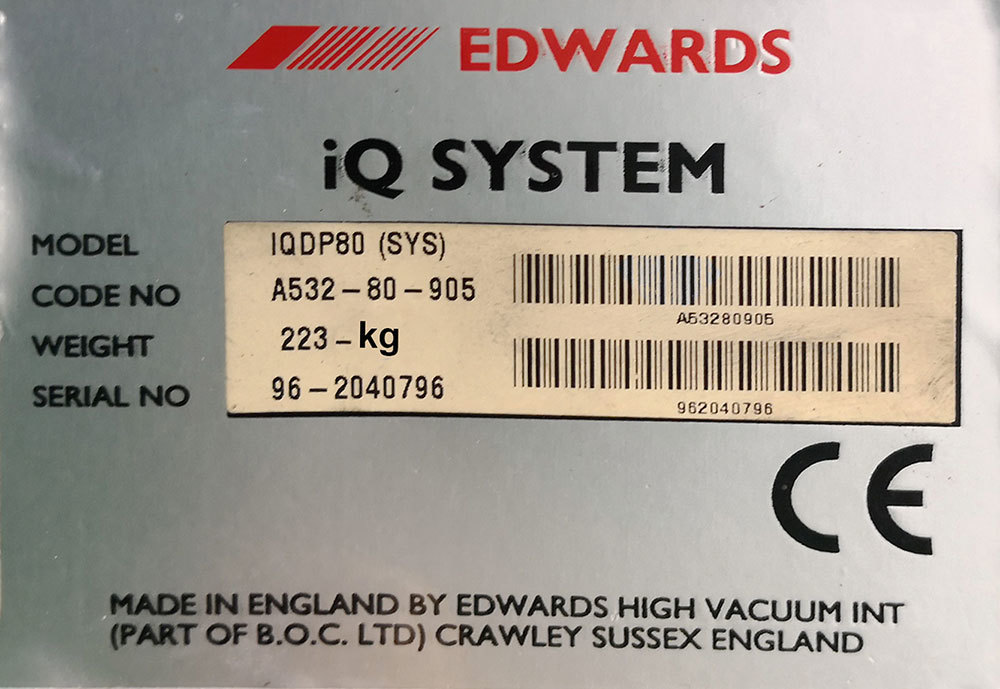 EDWARDS
iQ SYSTEM
MODEL IQDP80 (SYS)
CODE NO A532-80-905
A53280905
WEIGHT 223-kg
SERIAL NO 96-2040796
962040796
CE
MADE IN ENGLAND BY EDWARDS HIGH VACUUM INT
(PART OF B.O.C. LTD) CRAWLEY SUSSEX ENGLAND